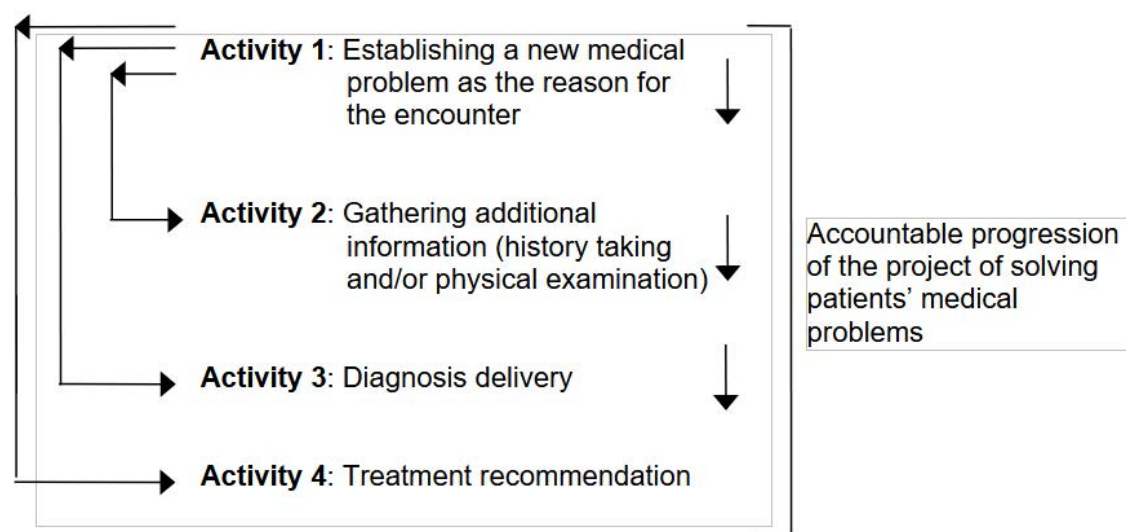 Activity 1: Establishing a new medical
problem as the reason for
the encounter
Activity 2: Gathering additional
information (history taking
and/or physical examination)
Activity 3: Diagnosis delivery
Activity 4: Treatment recommendation
Accountable progression
of the project of solving
patients’ medical
problems